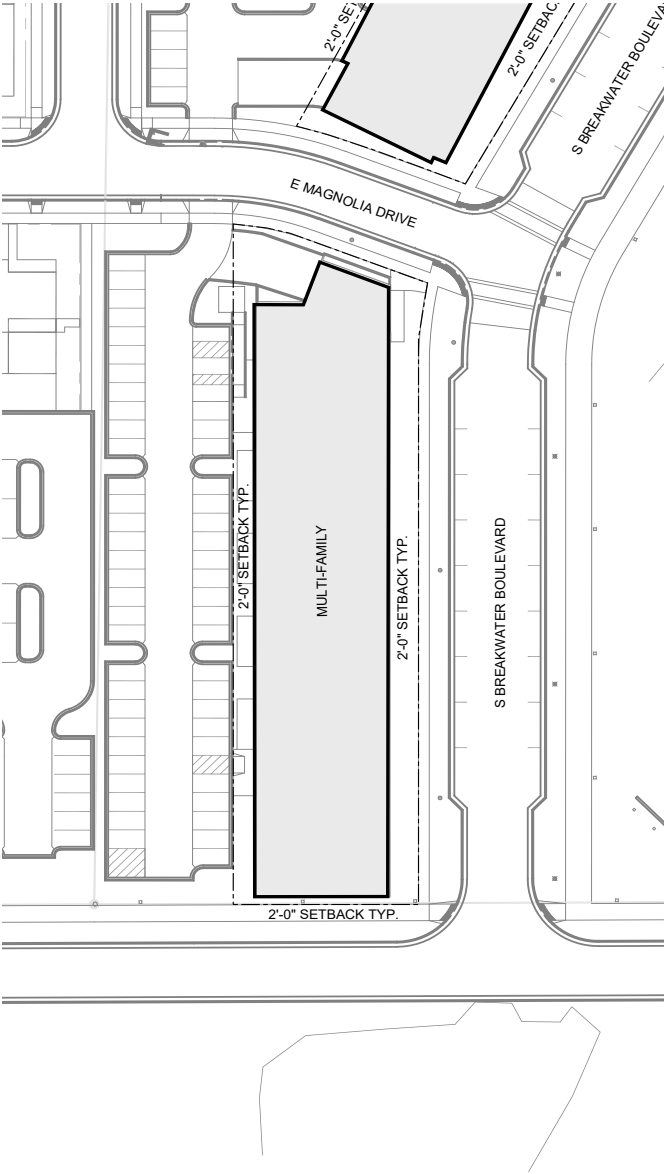 2'-0" SET
2'-0" SETBAC
S BREAKWATER BOULEVA
E MAGNOLIA DRIVE
2'-0" SETBACK TYP.
MULTI-FAMILY
2'-0" SETBACK TYP.
S BREAKWATER BOULEVARD
2'-0" SETBACK TYP.